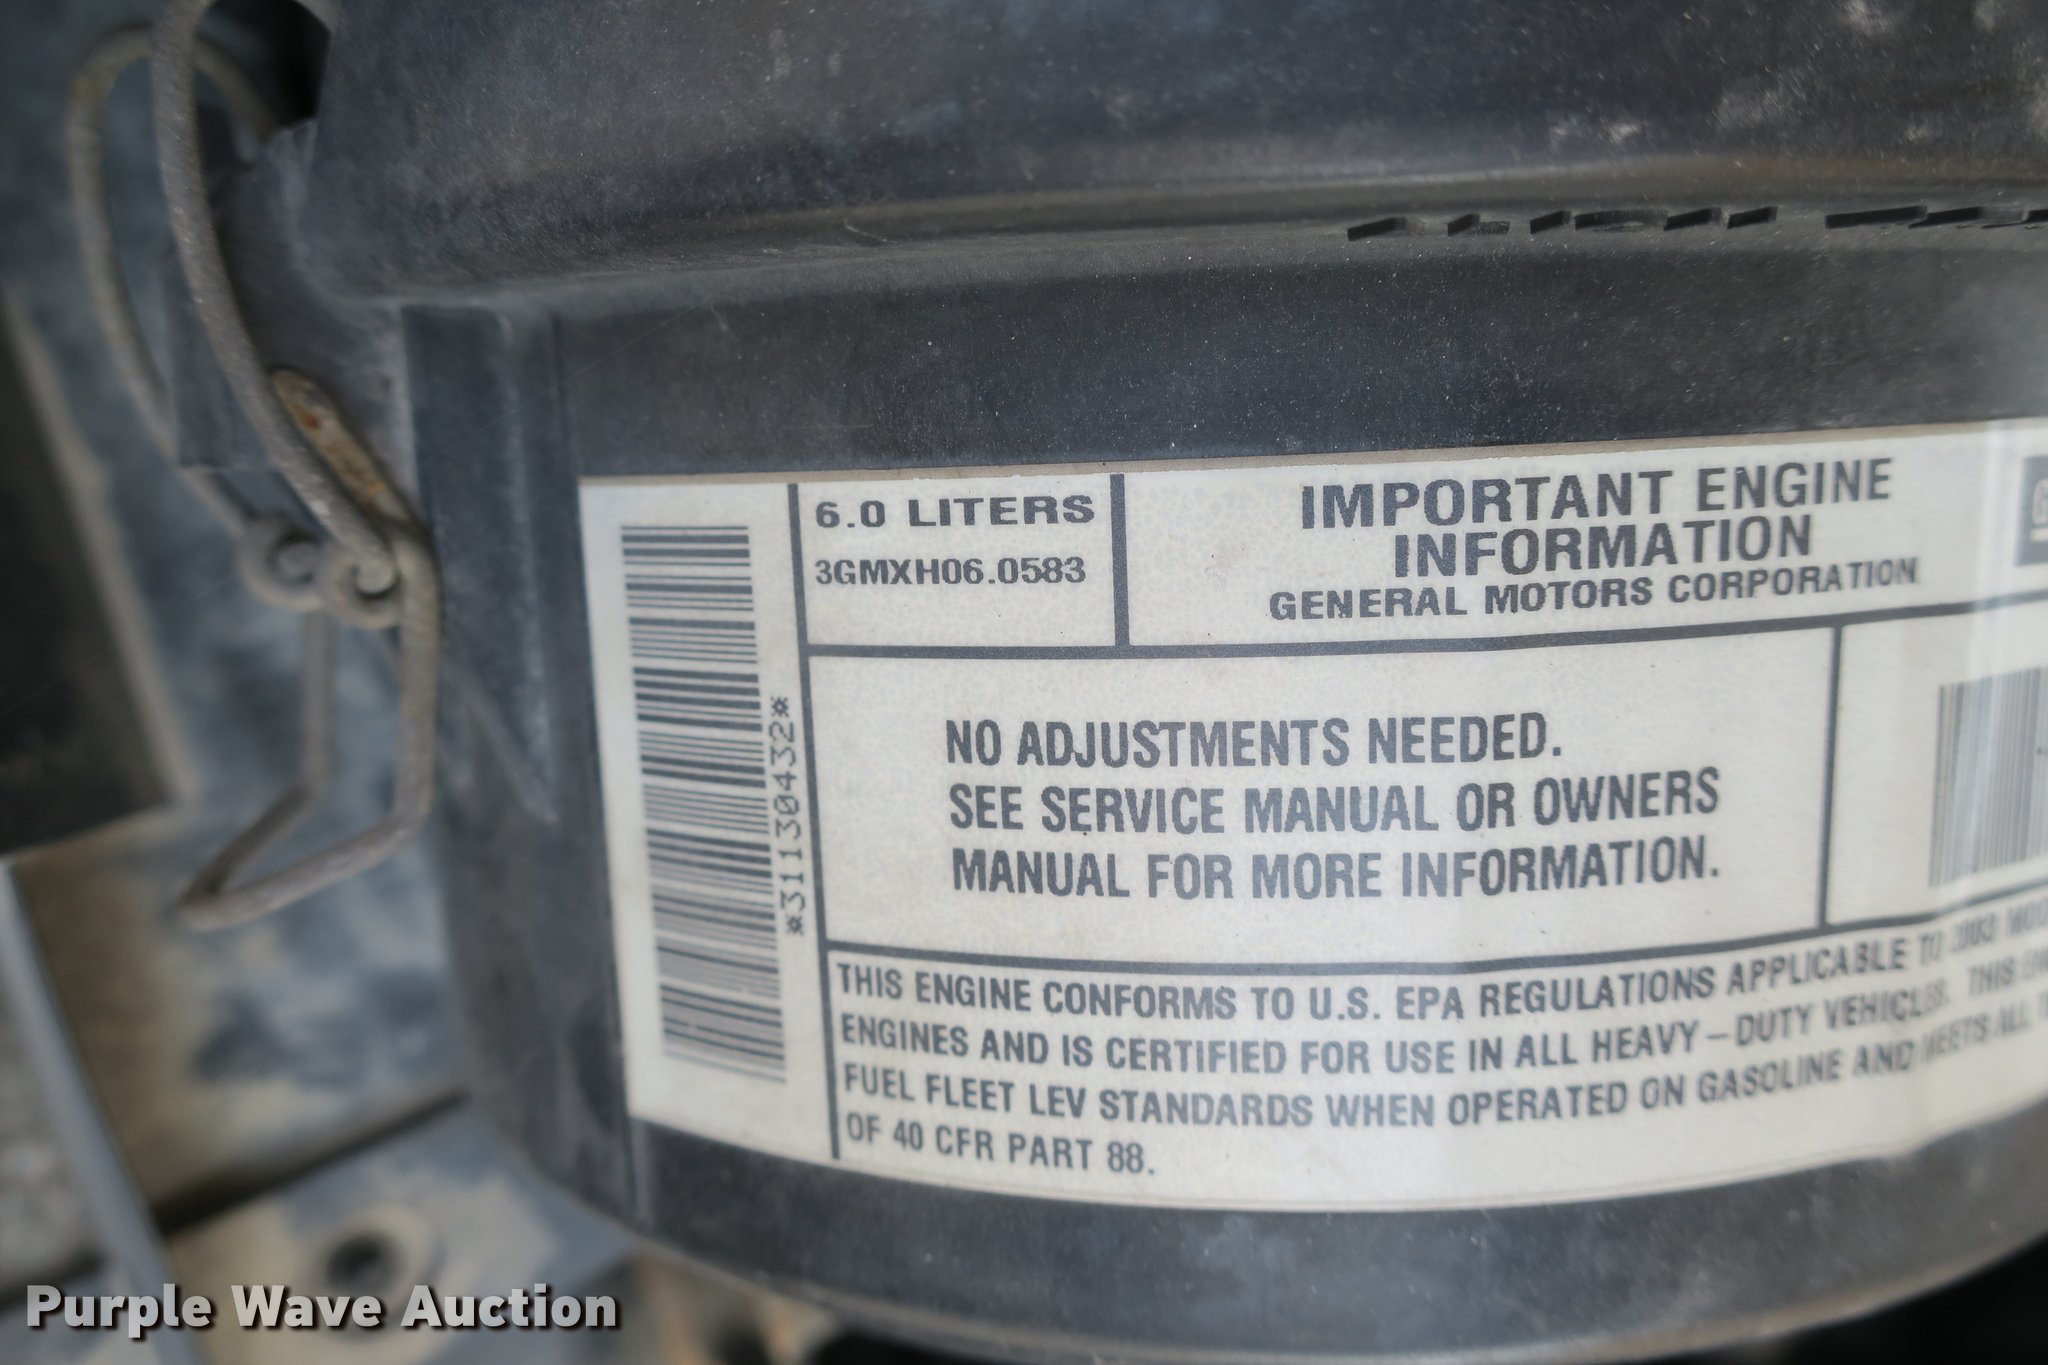 6.0 LITERS
3GMXH06.0583
IMPORTANT ENGINE
INFORMATION
GENERAL MOTORS CORPORATION
*31130432*
NO ADJUSTMENTS NEEDED.
SEE SERVICE MANUAL OR OWNERS
MANUAL FOR MORE INFORMATION.
THIS ENGINE CONFORMS TO U.S. EPA REGULATIONS APPLICABLE TO 2003
ENGINES AND IS CERTIFIED FOR USE IN ALL HEAVY-DUTY VEHICLES. THIS
FUEL FLEET LEV STANDARDS WHEN OPERATED ON GASOLINE AND MEETS ALL
OF 40 CFR PART 88.
Purple Wave Auction